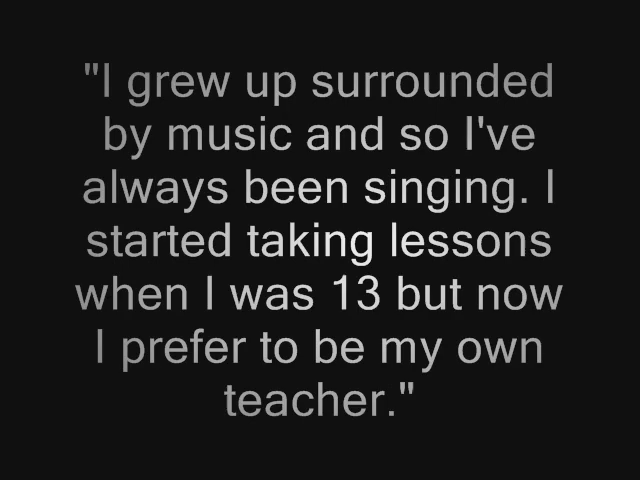 "I grew up surrounded
by music and so I've
always been singing. I
started taking lessons
when I was 13 but now
I prefer to be my own
teacher."